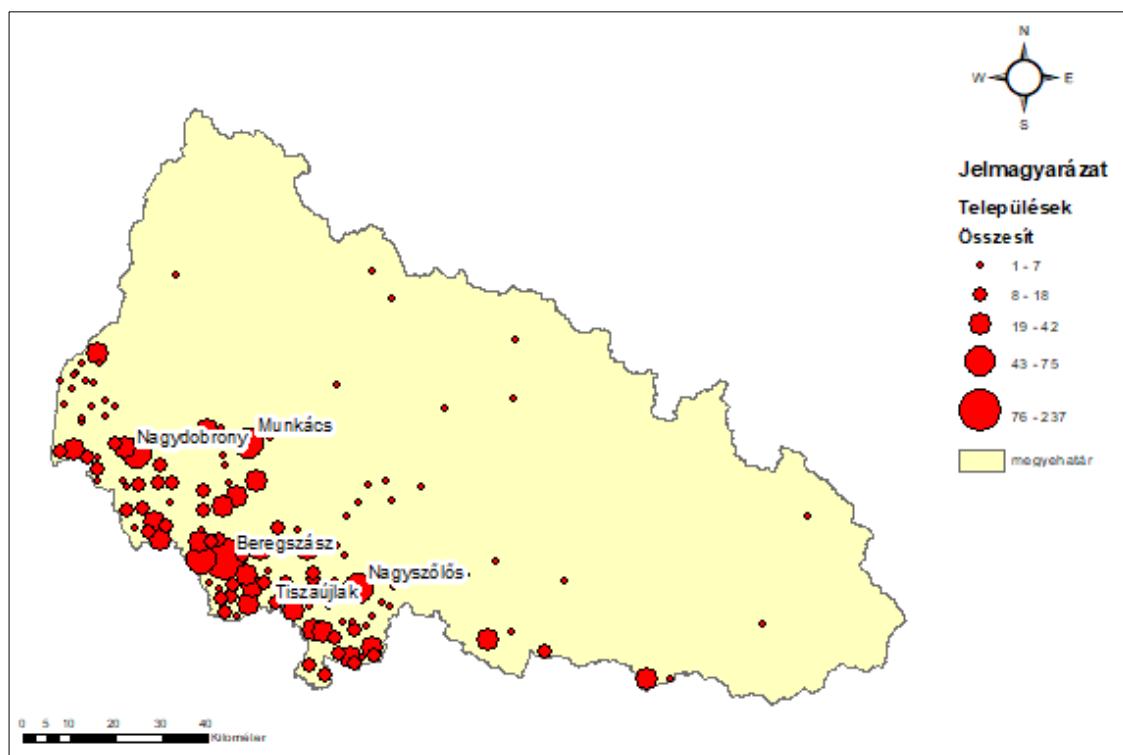 N
W E
S
Jelmagyarázat
Települések
Összesít
1 - 7
8 - 18
19 - 42
43 - 75
76 - 237
megyehatár
Munkács
Nagydobrony
Beregszász
Nagyszőlős
Tiszaújlak
0 5 10 20 30 40
Kilométer